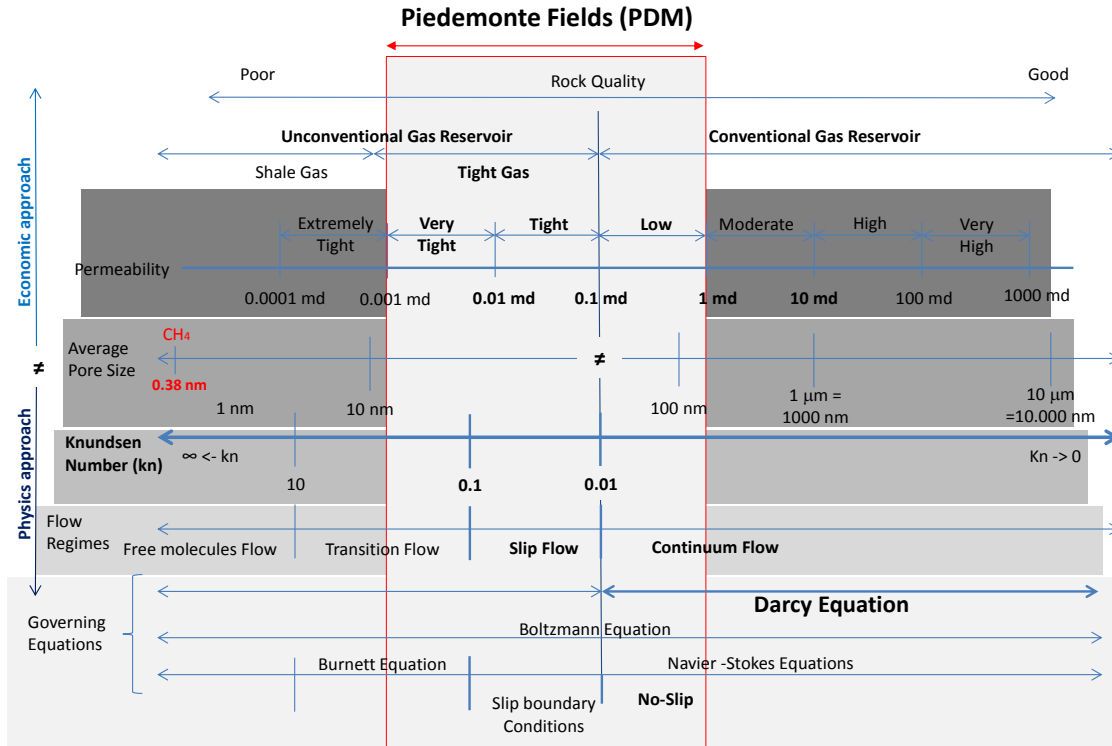 Piedemonte Fields (PDM)
Poor
Rock Quality
Good
Unconventional Gas Reservoir
Conventional Gas Reservoir
Shale Gas
Tight Gas
Economic approach
Extremely
Tight
Very
Tight
Tight
Low
Moderate
High
Very
High
Permeability
0.0001 md
0.001 md
0.01 md
0.1 md
1 md
10 md
100 md
1000 md
CH₄
Average
Pore Size
≠
≠
0.38 nm
1 nm
10 nm
100 nm
1 μm =
1000 nm
10 μm
=10.000 nm
Physics approach
Knundsen
Number (kn)
∞ <- kn
Kn -> 0
10
0.1
0.01
Flow
Regimes
Free molecules Flow
Transition Flow
Slip Flow
Continuum Flow
Governing
Equations
Darcy Equation
Boltzmann Equation
Burnett Equation
Navier -Stokes Equations
Slip boundary
Conditions
No-Slip